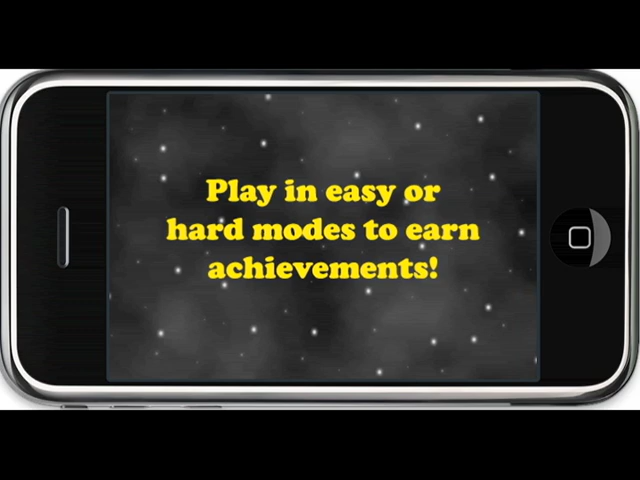 Play in easy or
hard modes to earn
achievements!